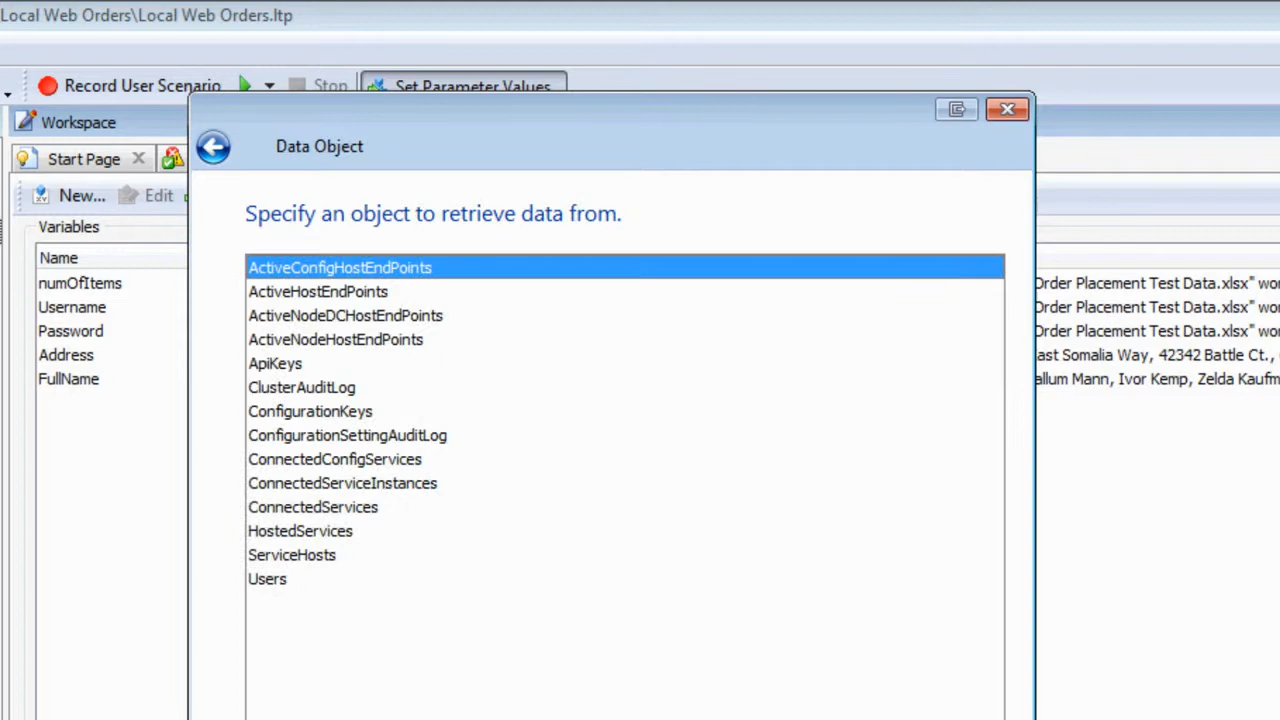 Local Web Orders\Local Web Orders.ltp
Record User Scenario
Stop
Set Parameter Values
Workspace
Start Page
New...
Edit
Variables
Name
numOfItems
Username
Password
Address
FullName
Data Object
Specify an object to retrieve data from.
ActiveConfigHostEndPoints
ActiveHostEndPoints
ActiveNodeDCHostEndPoints
ActiveNodeHostEndPoints
ApiKeys
ClusterAuditLog
ConfigurationKeys
ConfigurationSettingAuditLog
ConnectedConfigServices
ConnectedServiceInstances
ConnectedServices
HostedServices
ServiceHosts
Users
Order Placement Test Data.xlsx" wor
Order Placement Test Data.xlsx" wor
Order Placement Test Data.xlsx" wor
ast Somalia Way, 42342 Battle Ct.,
allum Mann, Ivor Kemp, Zelda Kaufm